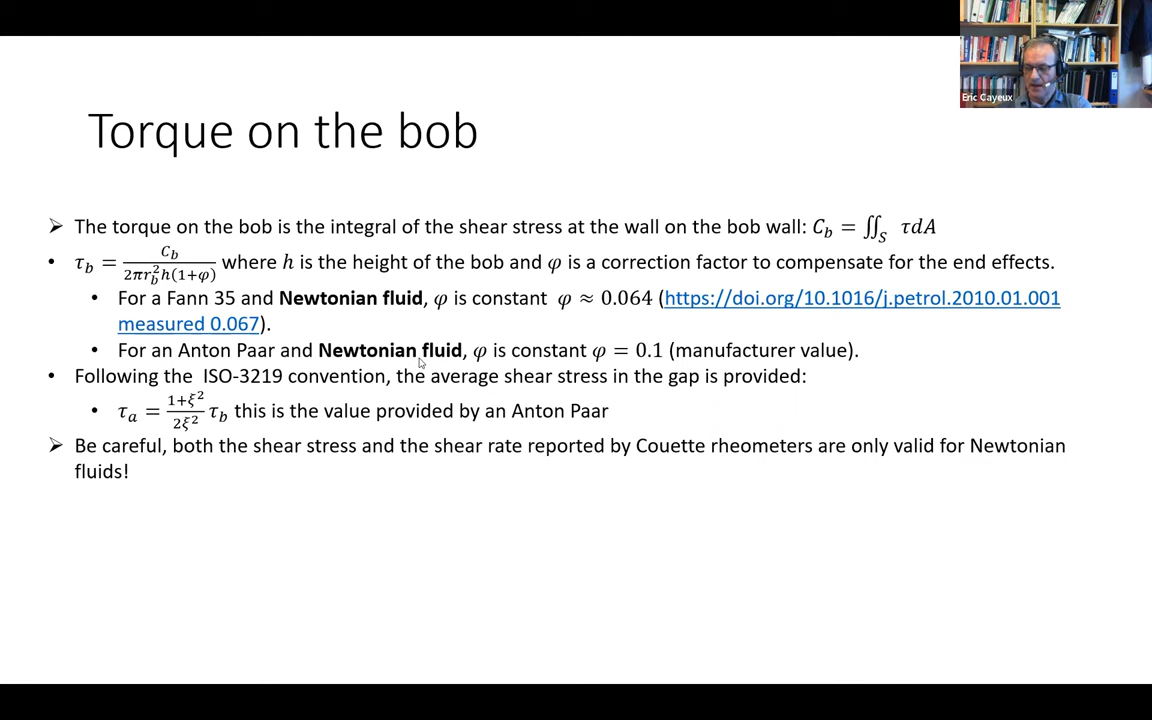 Eric Cayeux
Torque on the bob
➢ The torque on the bob is the integral of the shear stress at the wall on the bob wall: C_b = ∬_S τdA
• τ_b = C_b / (2πr_b²h(1+φ)) where h is the height of the bob and φ is a correction factor to compensate for the end effects.
• For a Fann 35 and Newtonian fluid, φ is constant φ ≈ 0.064 (https://doi.org/10.1016/j.petrol.2010.01.001
measured 0.067).
• For an Anton Paar and Newtonian fluid, φ is constant φ = 0.1 (manufacturer value).
• Following the ISO-3219 convention, the average shear stress in the gap is provided:
• τ_a = (1+ξ²)/(2ξ²) τ_b this is the value provided by an Anton Paar
➢ Be careful, both the shear stress and the shear rate reported by Couette rheometers are only valid for Newtonian
fluids!